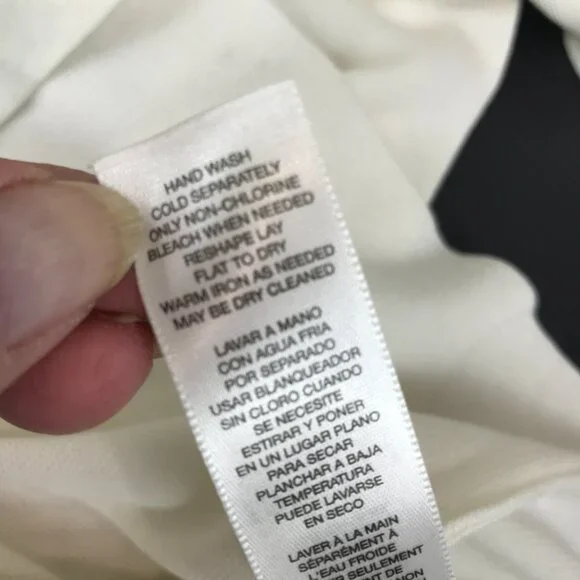 HAND WASH
COLD SEPARATELY
ONLY NON-CHLORINE
BLEACH WHEN NEEDED
RESHAPE LAY
FLAT TO DRY
WARM IRON AS NEEDED
MAY BE DRY CLEANED
LAVAR A MANO
CON AGUA FRIA
POR SEPARADO
USAR BLANQUEADOR
SIN CLORO CUANDO
SE NECESITE
ESTIRAR Y PONER
EN UN LUGAR PLANO
PARA SECAR
PLANCHAR A BAJA
TEMPERATURA
PUEDE LAVARSE
EN SECO
LAVER À LA MAIN
SÉPARÉMENT À
L'EAU FROIDE
SEULEMENT
DE